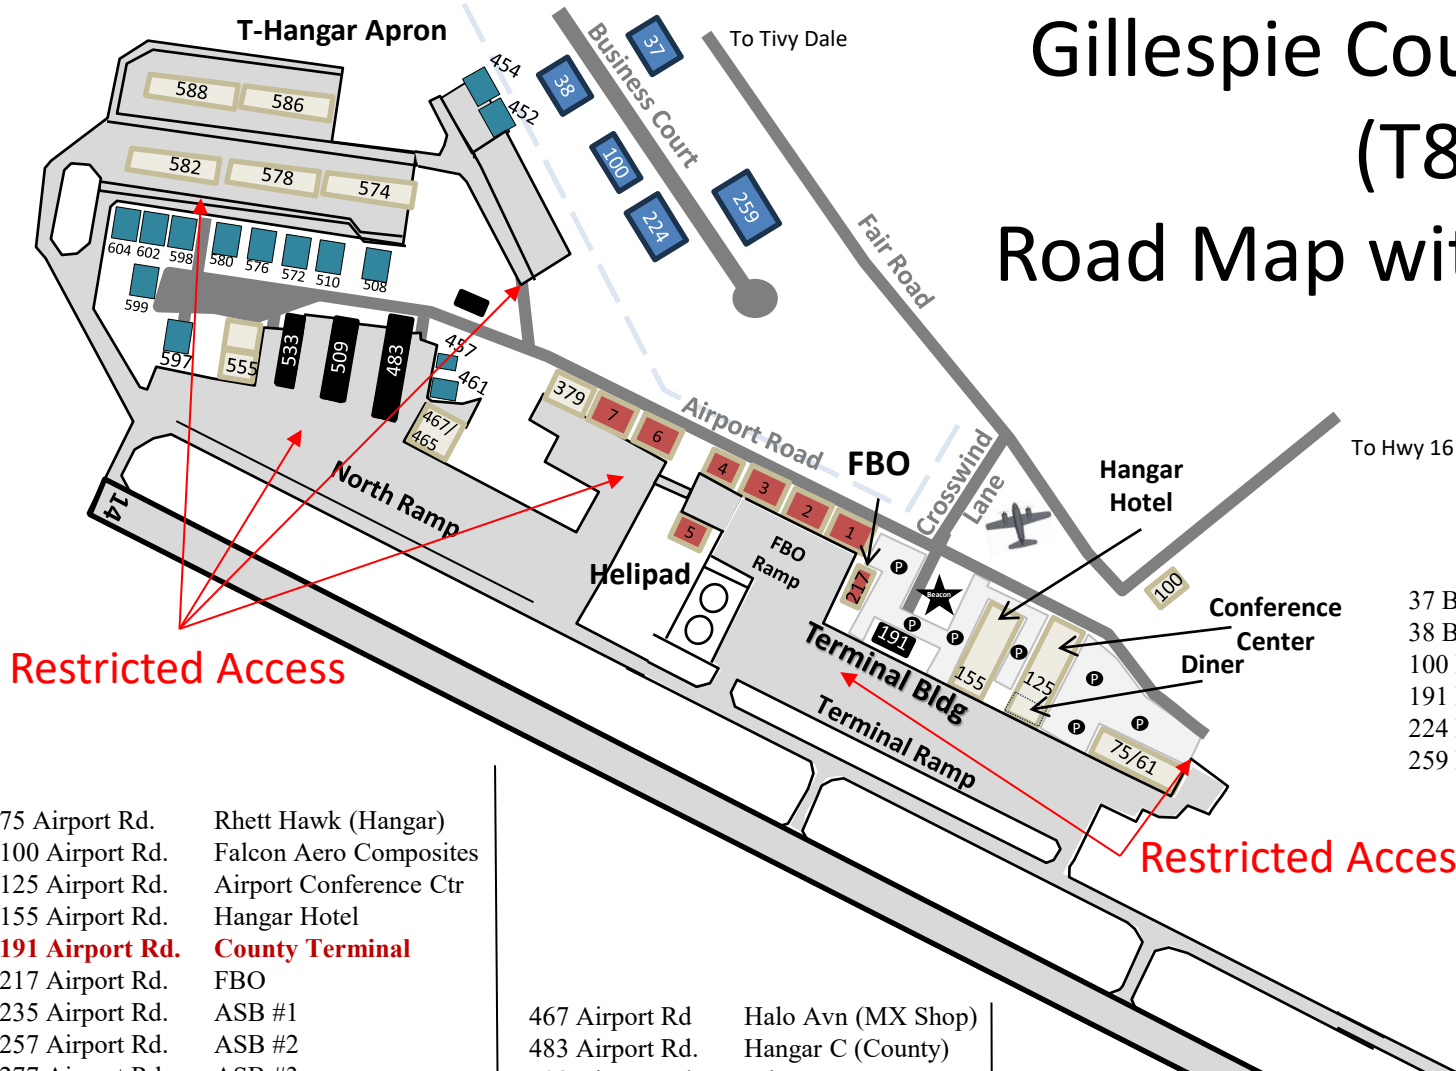 Gillespie Cou
(T8
Road Map wit
T-Hangar Apron
To Tivy Dale
Business Court
Fair Road
Airport Road
Crosswind
Lane
To Hwy 16
454
452
37
38
100
224
259
588
586
582
578
574
604
602
598
580
576
572
510
508
599
597
555
533
509
483
457
461
467/
465
379
7
6
4
3
2
1
5
14
North Ramp
FBO
Ramp
Helipad
FBO
217
P
Beacon
191
Terminal Bldg
Terminal Ramp
Hangar
Hotel
Conference
Center
Diner
155
125
75/61
100
P
P
P
P
P
P
Restricted Access
Restricted Acces
37 B
38 B
100
191
224
259
75 Airport Rd. Rhett Hawk (Hangar)
100 Airport Rd. Falcon Aero Composites
125 Airport Rd. Airport Conference Ctr
155 Airport Rd. Hangar Hotel
191 Airport Rd. County Terminal
217 Airport Rd. FBO
235 Airport Rd. ASB #1
257 Airport Rd. ASB #2
277 Airport Rd. ASB #3
467 Airport Rd Halo Avn (MX Shop)
483 Airport Rd. Hangar C (County)